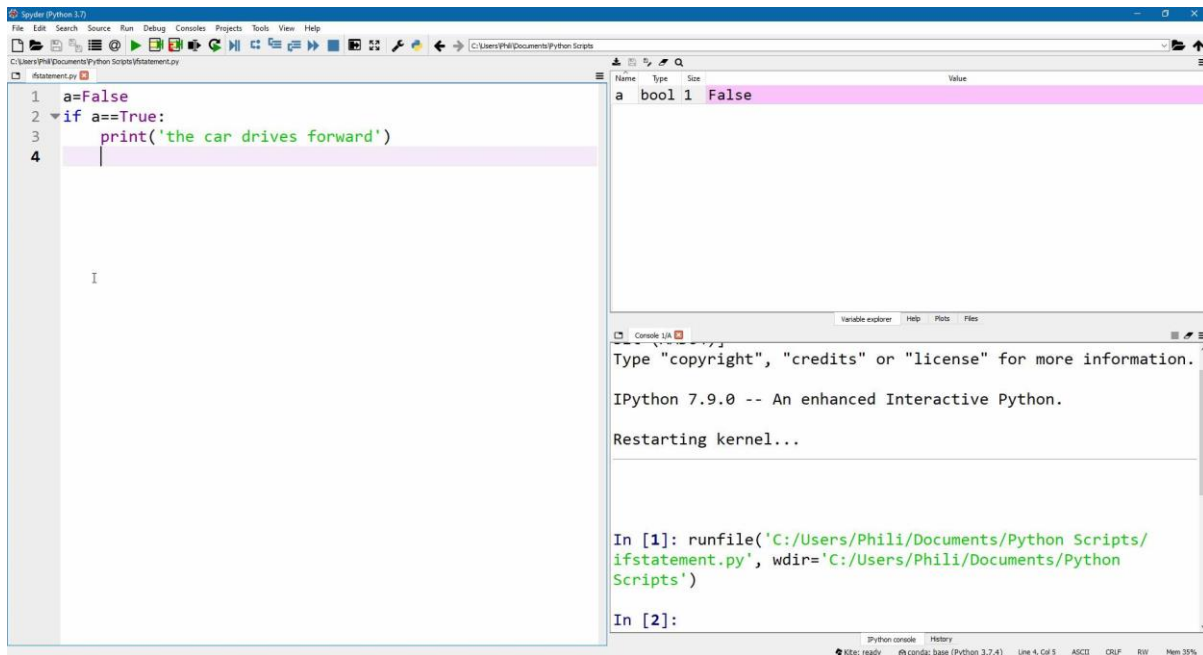 Spyder (Python 3.7)
File Edit Search Source Run Debug Consoles Projects Tools View Help
C:\Users\Phili\Documents\Python Scripts
C:\Users\Phili\Documents\Python Scripts\ifstatement.py
ifstatement.py
1 a=False
2 if a==True:
3 print('the car drives forward')
4
Name Type Size Value
a bool 1 False
Variable explorer Help Plots Files
Console 1/A
Type "copyright", "credits" or "license" for more information.
IPython 7.9.0 -- An enhanced Interactive Python.
Restarting kernel...
In [1]: runfile('C:/Users/Phili/Documents/Python Scripts/
ifstatement.py', wdir='C:/Users/Phili/Documents/Python
Scripts')
In [2]:
IPython console History
Kite: ready conda: base (Python 3.7.4) Line 4, Col 5 ASCII CRLF RW Mem 35%